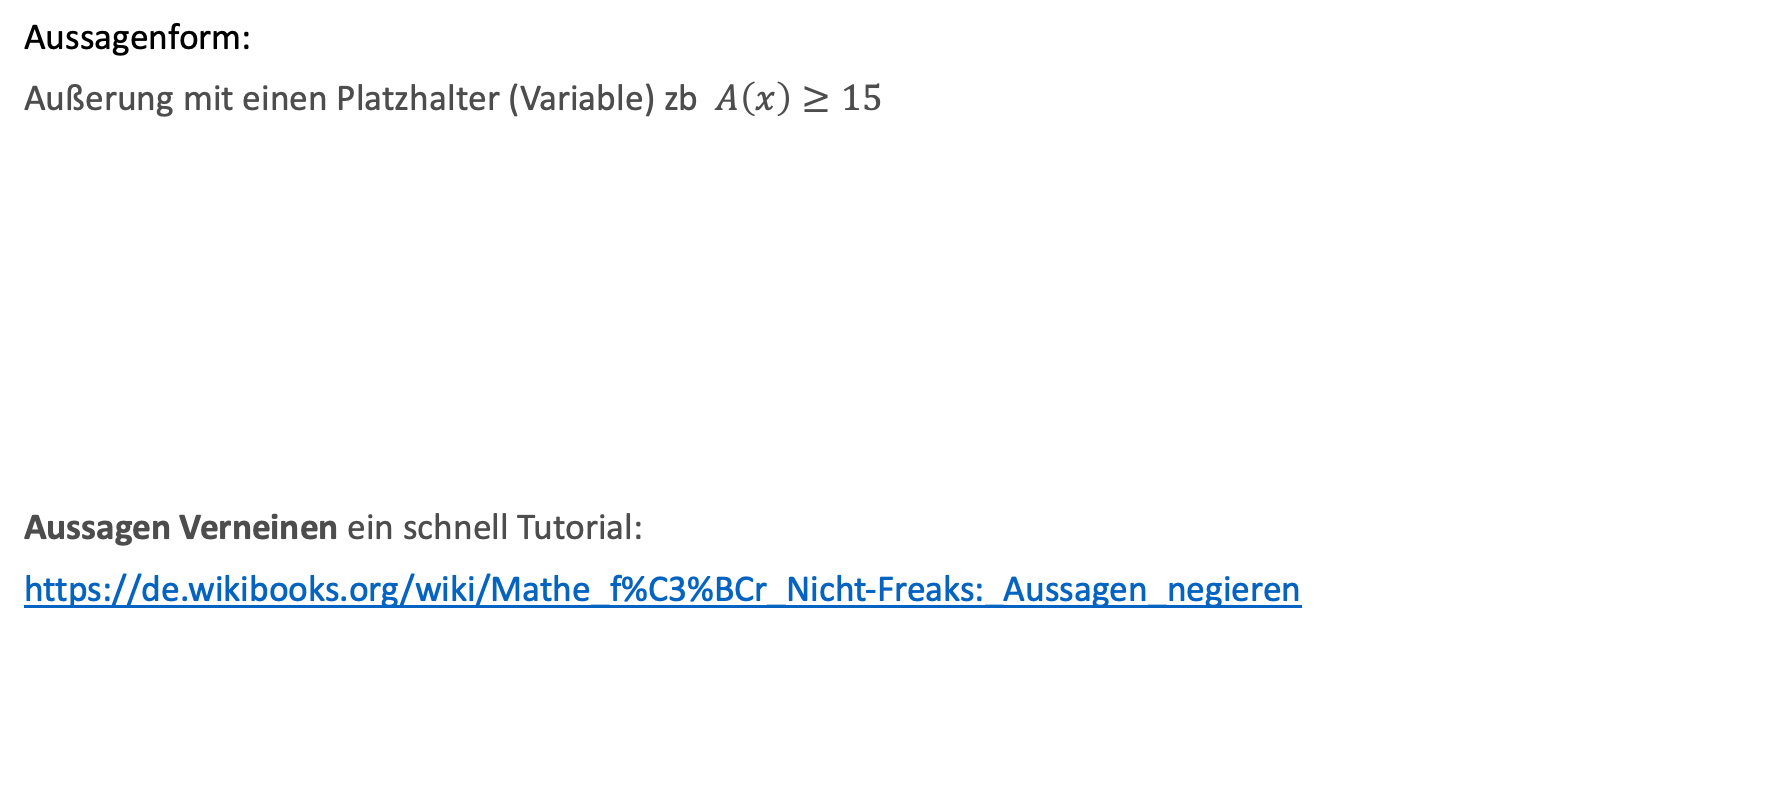 Aussagenform:
Außerung mit einen Platzhalter (Variable) zb A(x) ≥ 15
Aussagen Verneinen ein schnell Tutorial:
https://de.wikibooks.org/wiki/Mathe_f%C3%BCr_Nicht-Freaks:_Aussagen_negieren